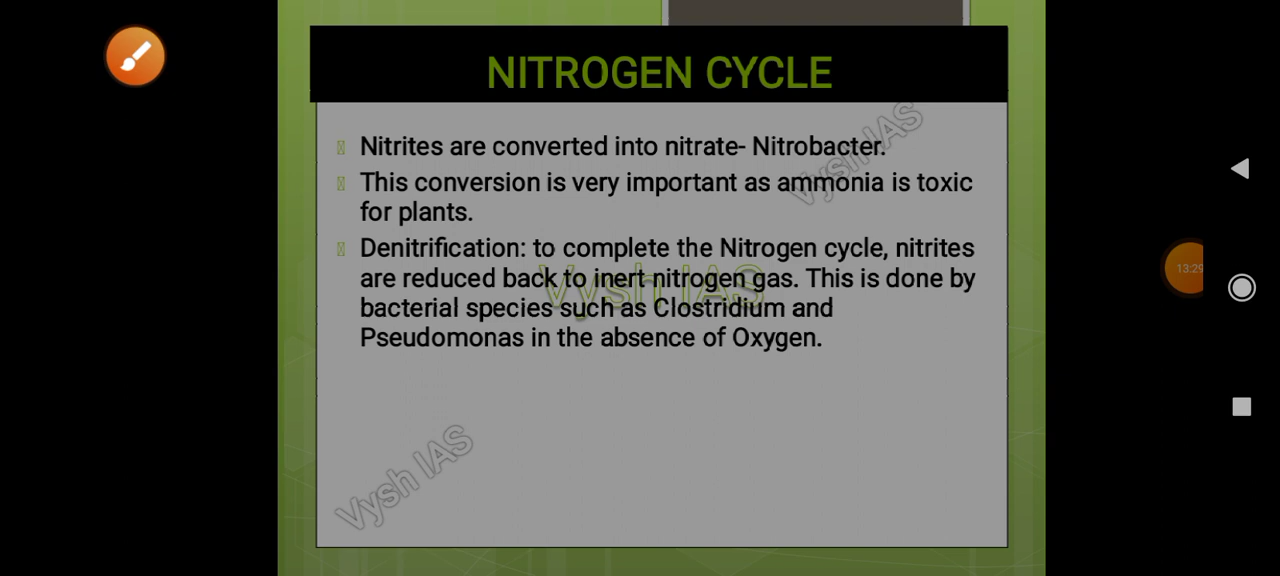 NITROGEN CYCLE
Nitrites are converted into nitrate- Nitrobacter.
This conversion is very important as ammonia is toxic
for plants.
Denitrification: to complete the Nitrogen cycle, nitrites
are reduced back to inert nitrogen gas. This is done by
bacterial species such as Clostridium and
Pseudomonas in the absence of Oxygen.
Vysh IAS
Vysh IAS
Vysh IAS
13:29